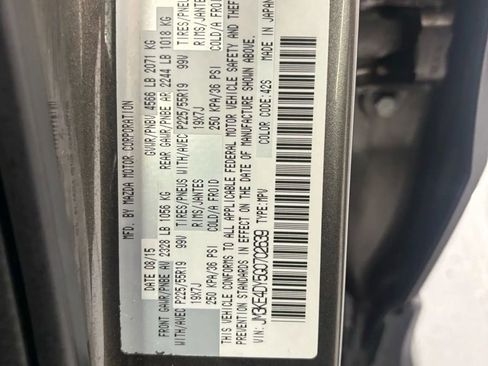 MFD. BY MAZDA MOTOR CORPORATION
DATE 08/15 GVWR/PNBV 4566 LB 2071 KG
FRONT GAWR/PNBE AV 2328 LB 1056 KG REAR GAWR/PNBE AR 2244 LB 1018 KG
WITH/AVEC P225/55R19 99V TIRES/PNEUS WITH/AVEC P225/55R19 99V TIRES/PNEUS
19X7J RIMS/JANTES 19X7J RIMS/JANTES
250 KPA/36 PSI COLD/A FROID 250 KPA/36 PSI COLD/A FROID
THIS VEHICLE CONFORMS TO ALL APPLICABLE FEDERAL MOTOR VEHICLE SAFETY AND THEFT
PREVENTION STANDARDS IN EFFECT ON THE DATE OF MANUFACTURE SHOWN ABOVE.
VIN: JM3KE4DY5G0702639 TYPE:MPV COLOR CODE:42S MADE IN JAPAN